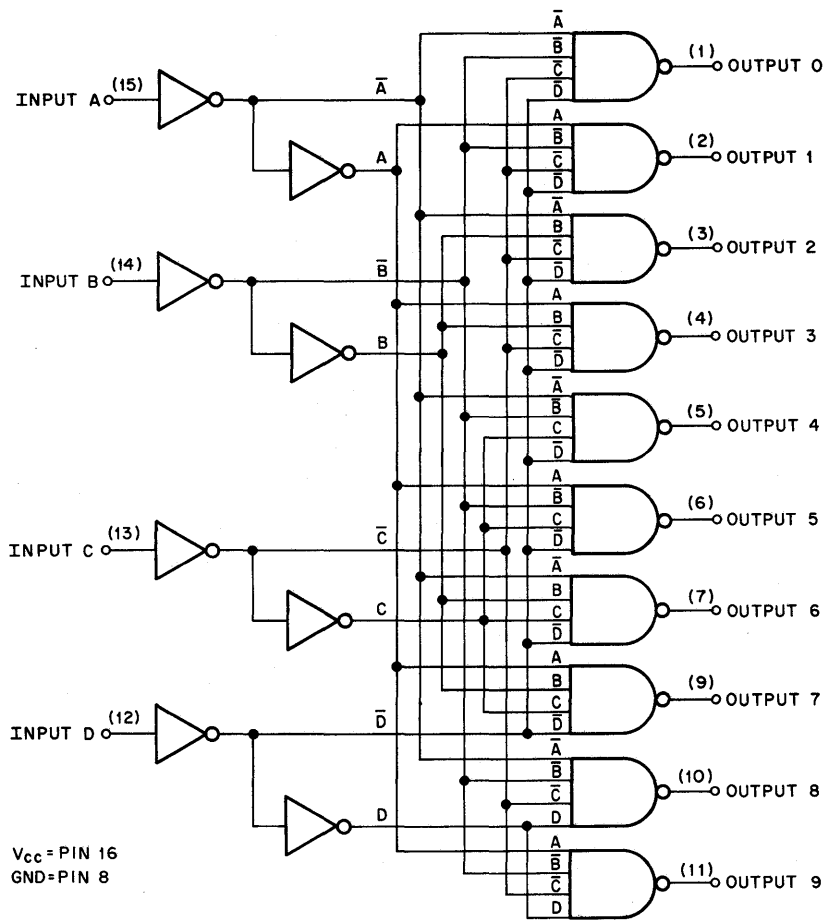 A̅
B̅
C̅
D̅
(1)
OUTPUT 0
INPUT A
(15)
A̅
A
A
B̅
C̅
D̅
(2)
OUTPUT 1
A̅
B
C̅
D̅
(3)
OUTPUT 2
INPUT B
(14)
B̅
B
A
B
C̅
D̅
(4)
OUTPUT 3
A̅
B̅
C
D̅
(5)
OUTPUT 4
A
B̅
C
D̅
(6)
OUTPUT 5
INPUT C
(13)
C̅
C
A̅
B
C
D̅
(7)
OUTPUT 6
A
B
C
D̅
(9)
OUTPUT 7
INPUT D
(12)
D̅
D
A̅
B̅
C̅
D
(10)
OUTPUT 8
A
B̅
C̅
D
(11)
OUTPUT 9
VCC = PIN 16
GND = PIN 8